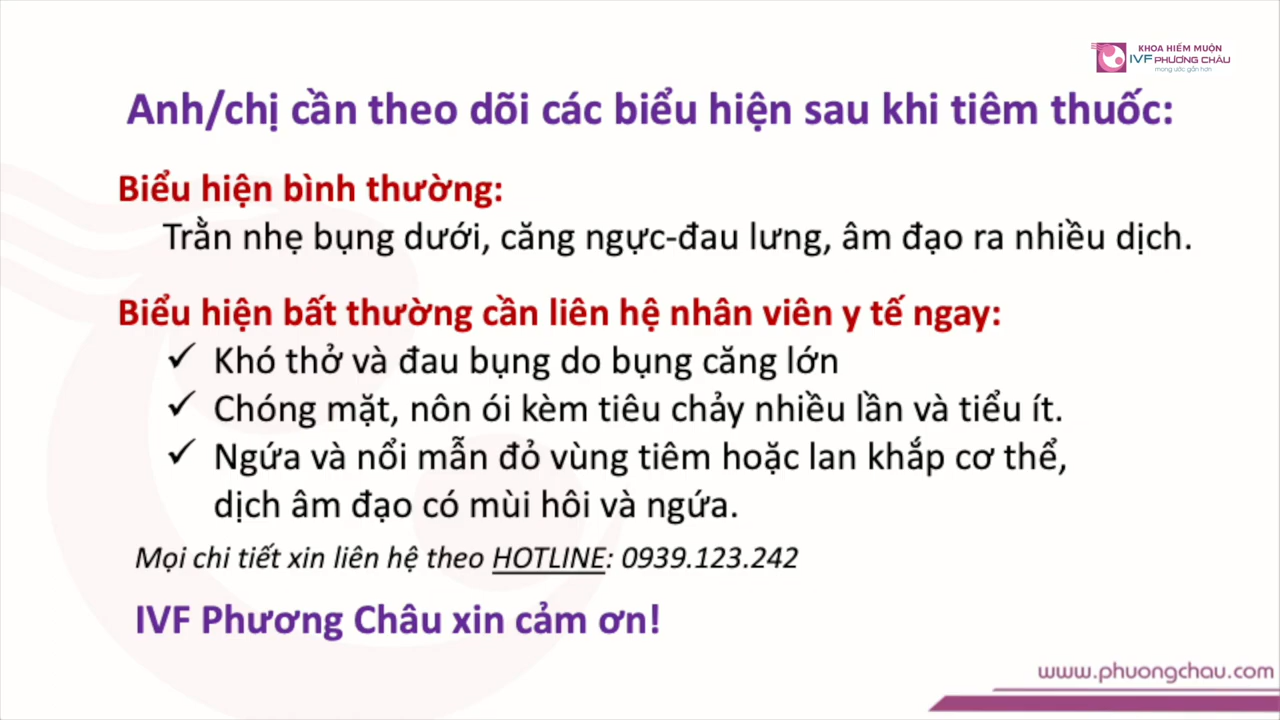 KHOA HIẾM MUỘN
IVF PHƯƠNG CHÂU
mong ước gần hơn
Anh/chị cần theo dõi các biểu hiện sau khi tiêm thuốc:
Biểu hiện bình thường:
Trằn nhẹ bụng dưới, căng ngực-đau lưng, âm đạo ra nhiều dịch.
Biểu hiện bất thường cần liên hệ nhân viên y tế ngay:
✓ Khó thở và đau bụng do bụng căng lớn
✓ Chóng mặt, nôn ói kèm tiêu chảy nhiều lần và tiểu ít.
✓ Ngứa và nổi mẫn đỏ vùng tiêm hoặc lan khắp cơ thể,
dịch âm đạo có mùi hôi và ngứa.
Mọi chi tiết xin liên hệ theo HOTLINE: 0939.123.242
IVF Phương Châu xin cảm ơn!
www.phuongchau.com